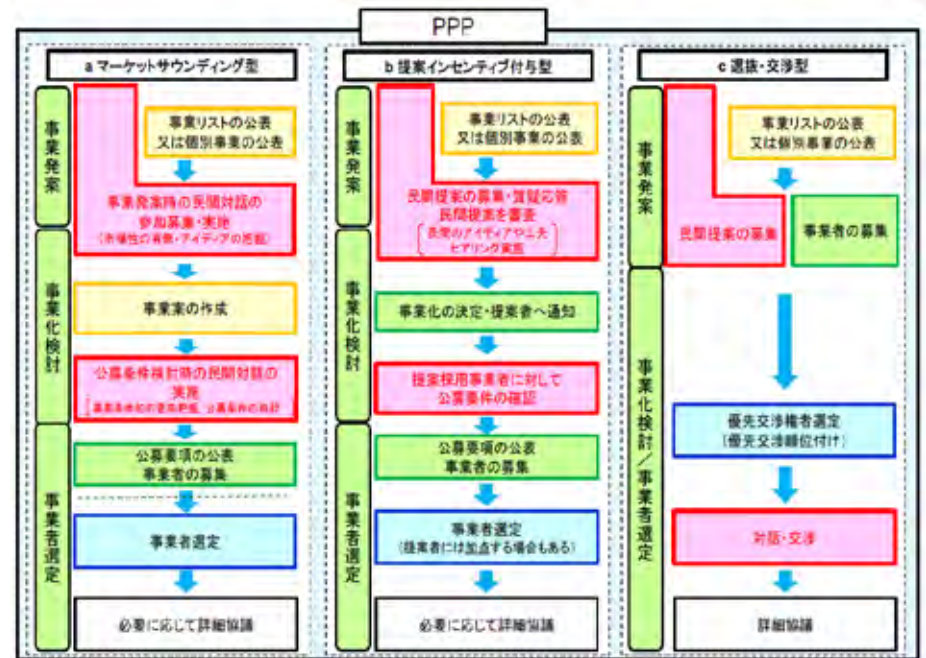 PPP
a マーケットサウンディング型
事業発案
事業リストの公表
又は個別事業の公表
事業発案時の民間対話の
参加募集・実施
(市場性の有無・アイディアの把握)
事業化検討
事業案の作成
公募条件検討時の民間対話の
実施
公募要項の公表
事業者の募集
事業者選定
事業者選定
必要に応じて詳細協議
b 提案インセンティブ付与型
事業発案
事業リストの公表
又は個別事業の公表
民間提案の募集・質疑応答
民間提案を審査
民間のアイディアや工夫
ヒアリング実施
事業化検討
事業化の決定・提案者へ通知
提案採用事業者に対して
公募要件の確認
事業者選定
公募要項の公表
事業者の募集
事業者選定
(提案者には加点する場合もある)
必要に応じて詳細協議
c 選抜・交渉型
事業発案
事業リストの公表
又は個別事業の公表
民間提案の募集
事業者の募集
事業化検討/事業者選定
優先交渉権者選定
(優先交渉順位付け)
対話・交渉
詳細協議